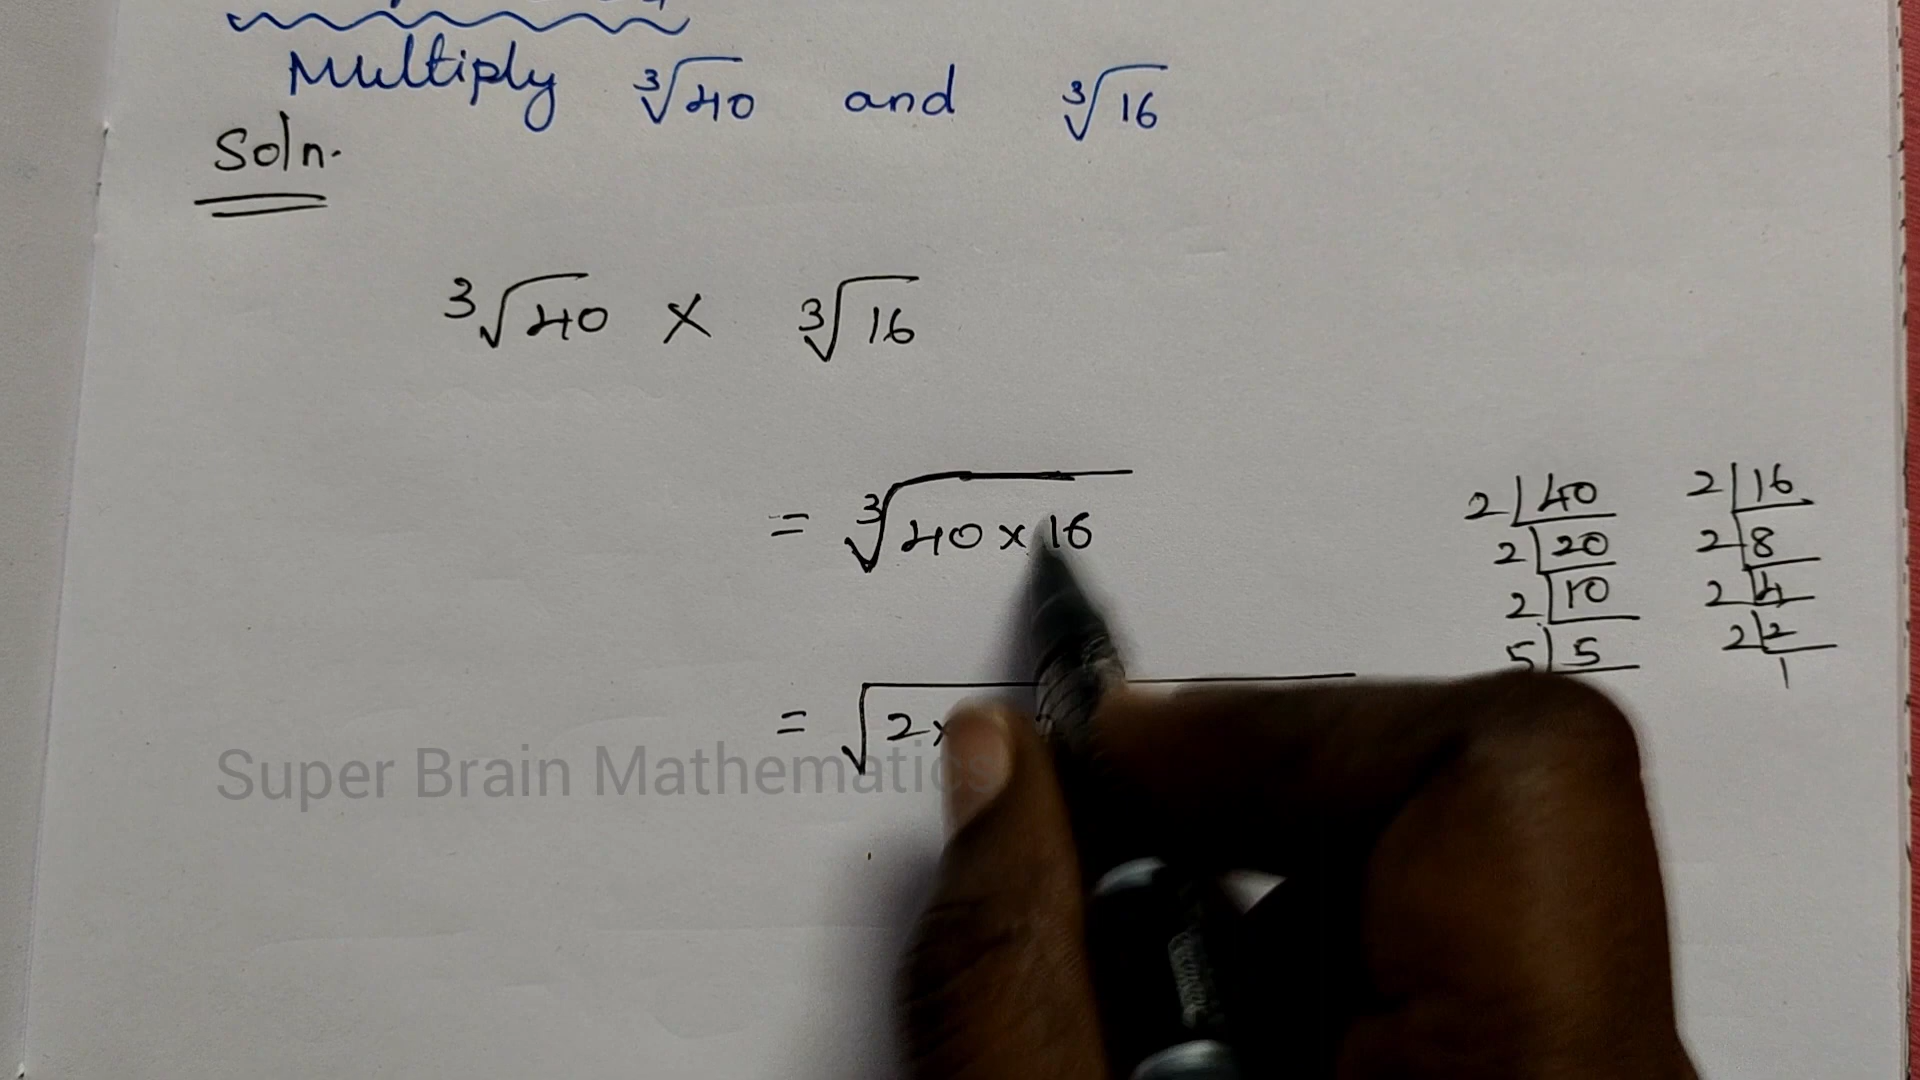 Multiply ∛40 and ∛16
Soln.
∛40 × ∛16
= ∛40×16
= √2×
2|40
2|20
2|10
5|5
2|16
2|8
2|4
2|2
1
Super Brain Mathematics